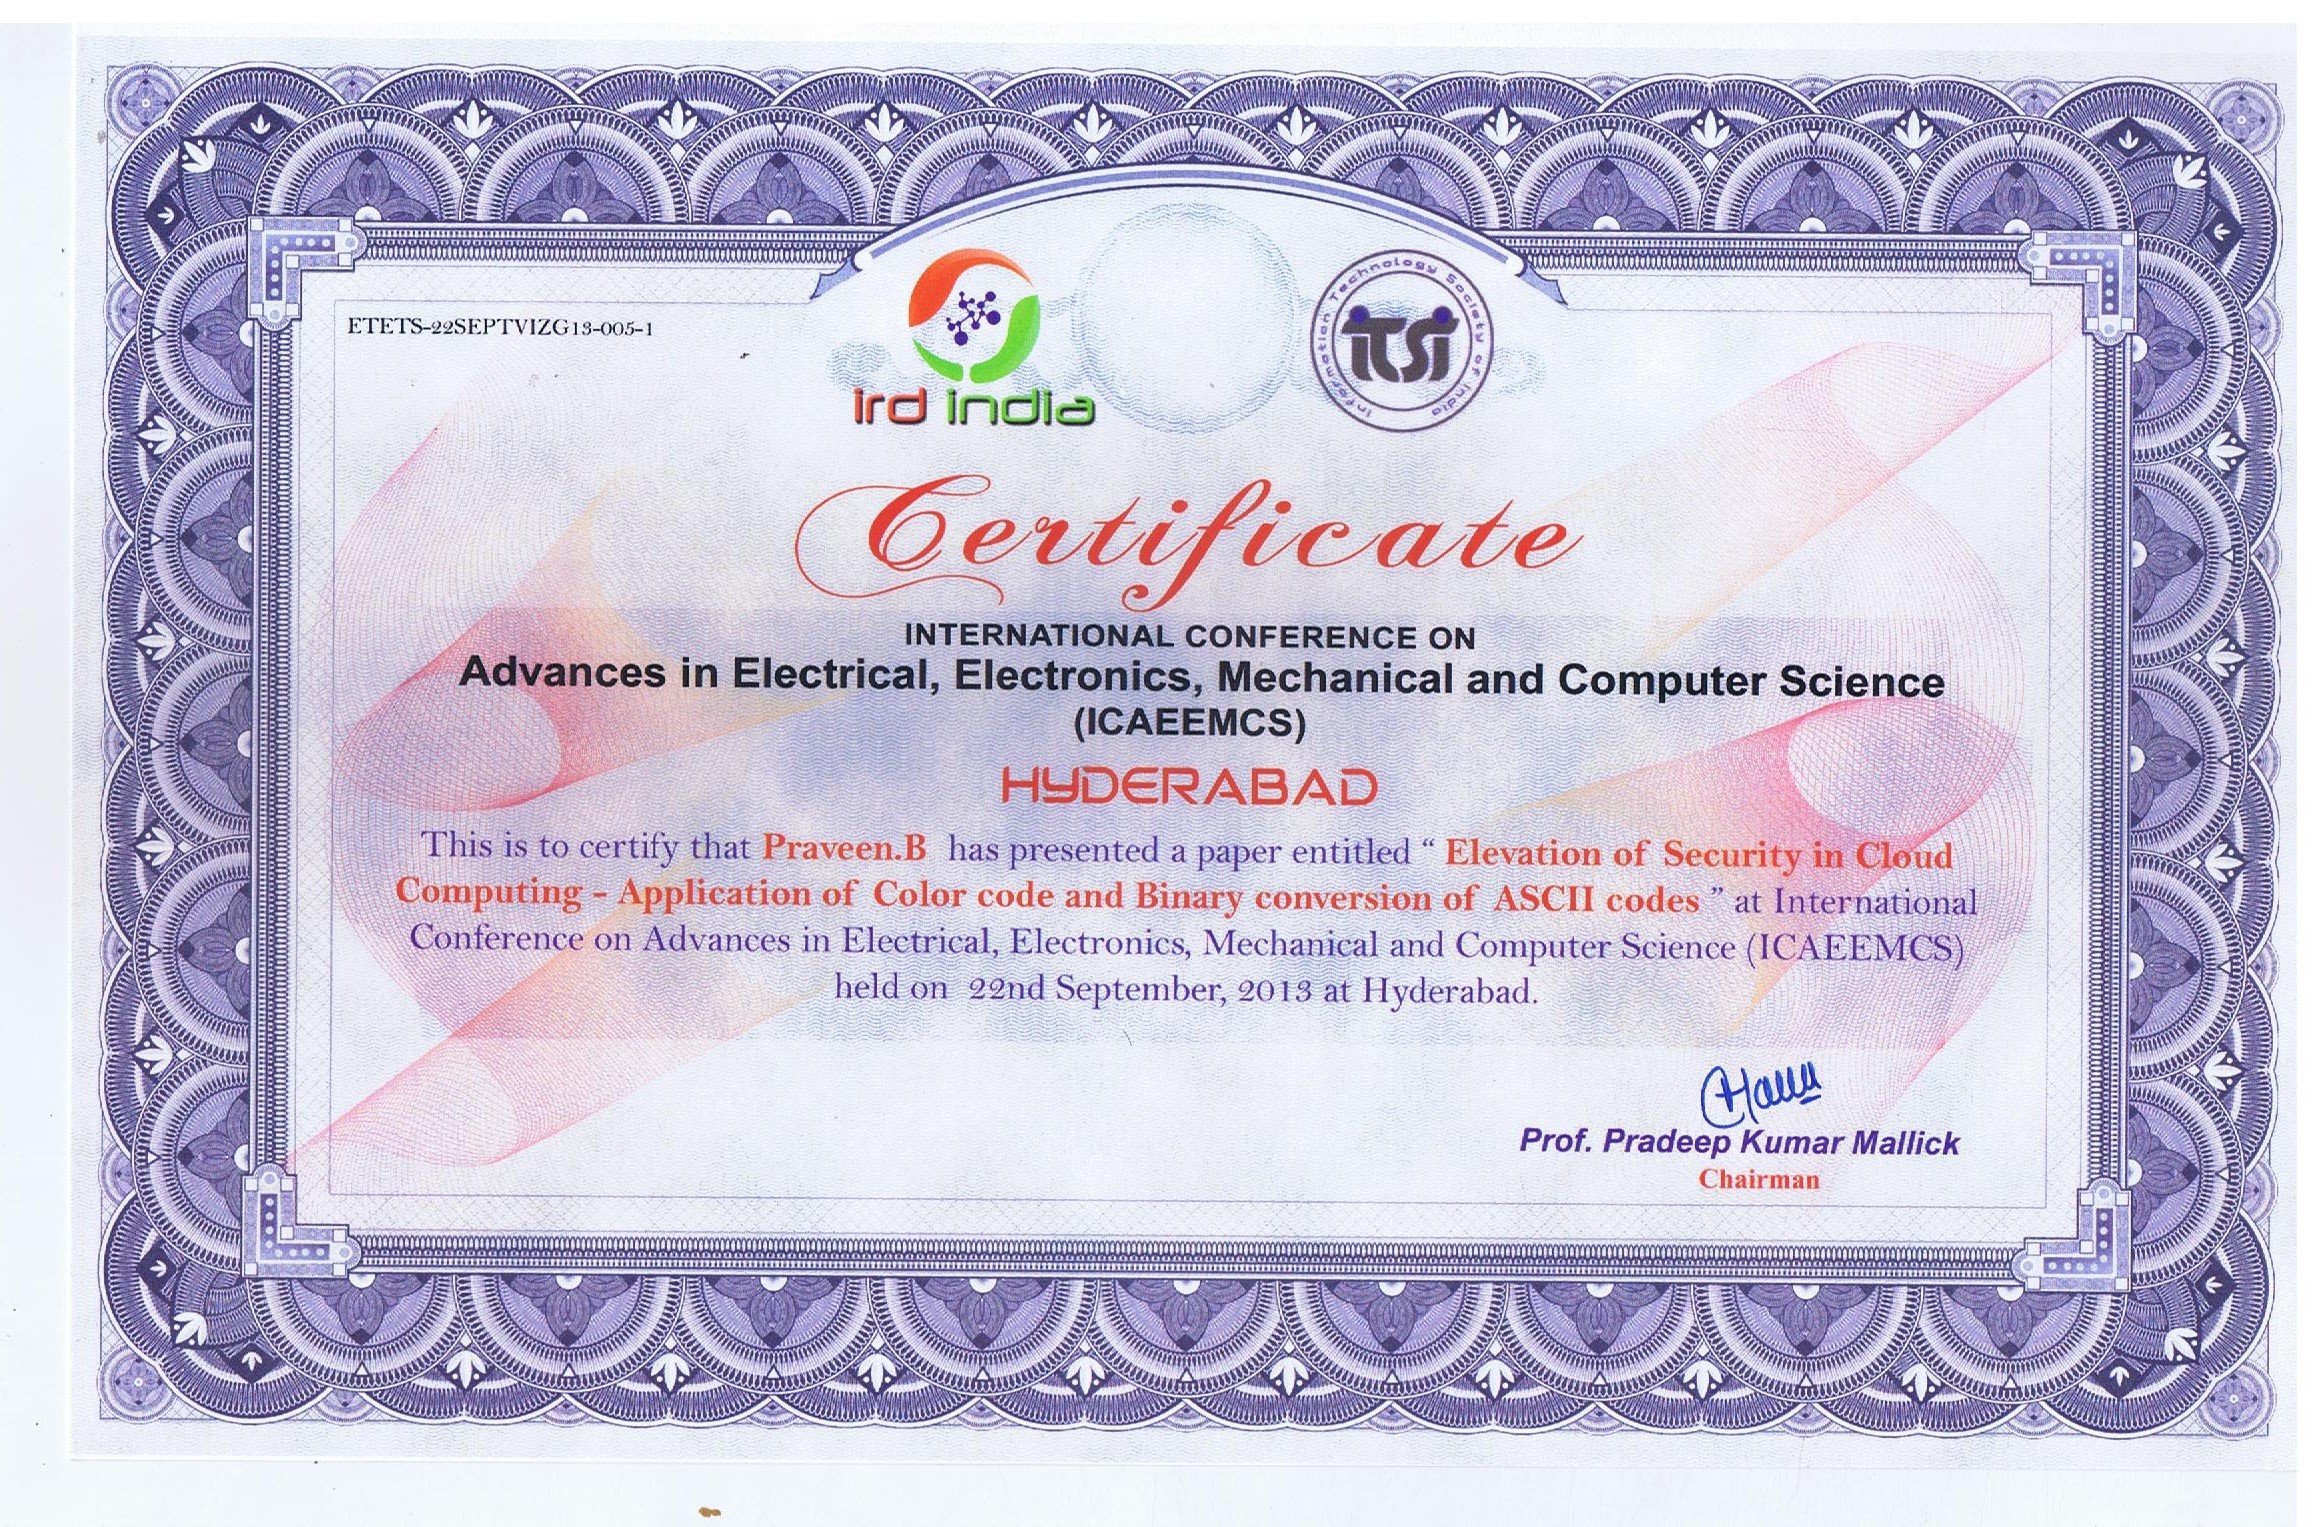 ETETS-22SEPTVIZG13-005-1
ird india
Information Technology Society of India
iTSi
Certificate
INTERNATIONAL CONFERENCE ON
Advances in Electrical, Electronics, Mechanical and Computer Science
(ICAEEMCS)
HYDERABAD
This is to certify that Praveen.B has presented a paper entitled “ Elevation of Security in Cloud
Computing – Application of Color code and Binary conversion of ASCII codes ” at International
Conference on Advances in Electrical, Electronics, Mechanical and Computer Science (ICAEEMCS)
held on 22nd September, 2013 at Hyderabad.
Prof. Pradeep Kumar Mallick
Chairman